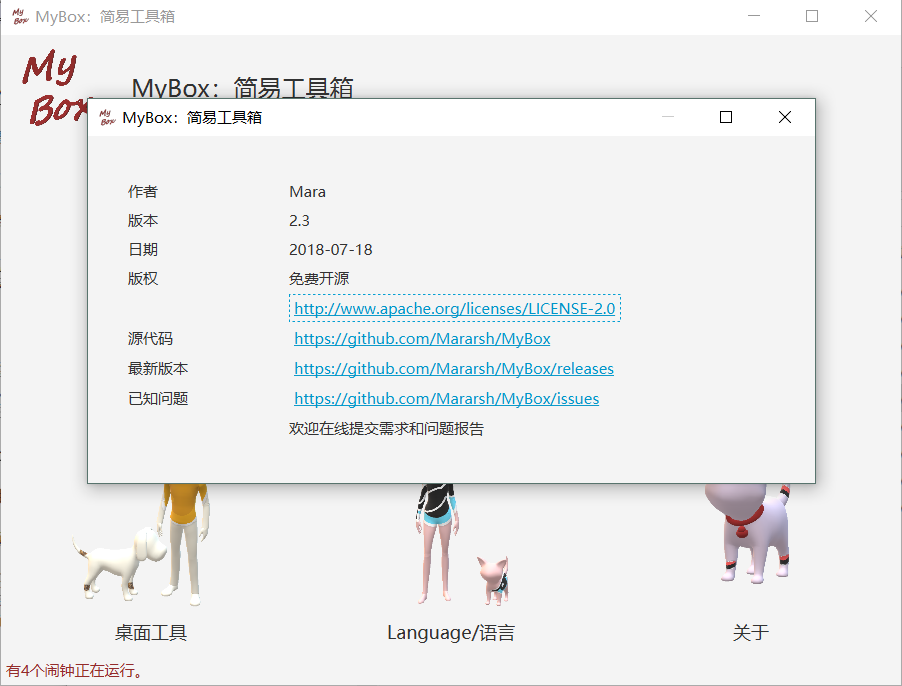 My Box MyBox：简易工具箱
My
Box
MyBox：简易工具箱
My Box MyBox：简易工具箱
作者 Mara
版本 2.3
日期 2018-07-18
版权 免费开源
http://www.apache.org/licenses/LICENSE-2.0
源代码 https://github.com/Mararsh/MyBox
最新版本 https://github.com/Mararsh/MyBox/releases
已知问题 https://github.com/Mararsh/MyBox/issues
欢迎在线提交需求和问题报告
桌面工具 Language/语言 关于
有4个闹钟正在运行。